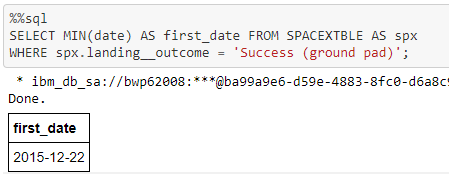 %%sql
SELECT MIN(date) AS first_date FROM SPACEXTBLE AS spx
WHERE spx.landing__outcome = 'Success (ground pad)';
* ibm_db_sa://bwp62008:***@ba99a9e6-d59e-4883-8fc0-d6a8c9
Done.
first_date
2015-12-22